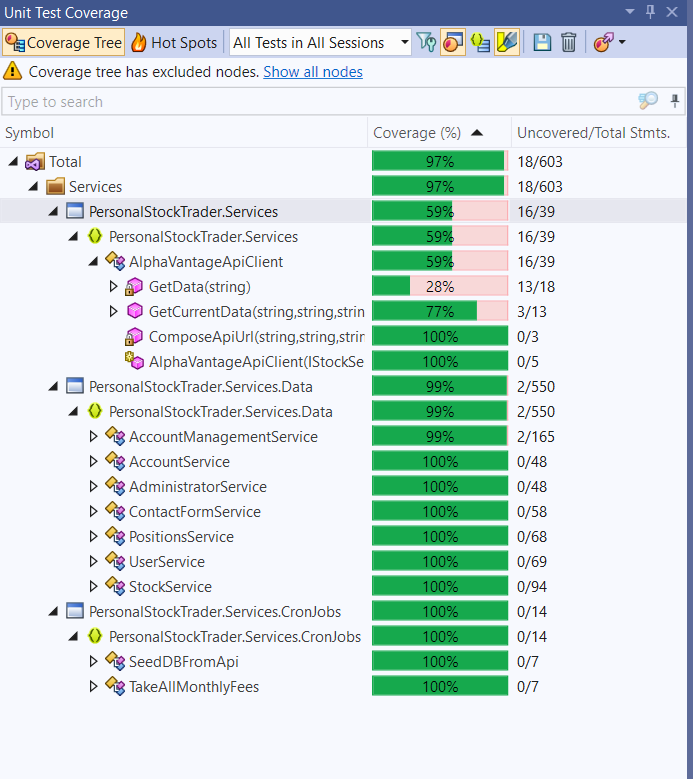 Unit Test Coverage
Coverage Tree Hot Spots All Tests in All Sessions
Coverage tree has excluded nodes. Show all nodes
Type to search
Symbol Coverage (%) Uncovered/Total Stmts.
Total 97% 18/603
Services 97% 18/603
PersonalStockTrader.Services 59% 16/39
PersonalStockTrader.Services 59% 16/39
AlphaVantageApiClient 59% 16/39
GetData(string) 28% 13/18
GetCurrentData(string,string,strin 77% 3/13
ComposeApiUrl(string,string,strin 100% 0/3
AlphaVantageApiClient(IStockSe 100% 0/5
PersonalStockTrader.Services.Data 99% 2/550
PersonalStockTrader.Services.Data 99% 2/550
AccountManagementService 99% 2/165
AccountService 100% 0/48
AdministratorService 100% 0/48
ContactFormService 100% 0/58
PositionsService 100% 0/68
UserService 100% 0/69
StockService 100% 0/94
PersonalStockTrader.Services.CronJobs 100% 0/14
PersonalStockTrader.Services.CronJobs 100% 0/14
SeedDBFromApi 100% 0/7
TakeAllMonthlyFees 100% 0/7